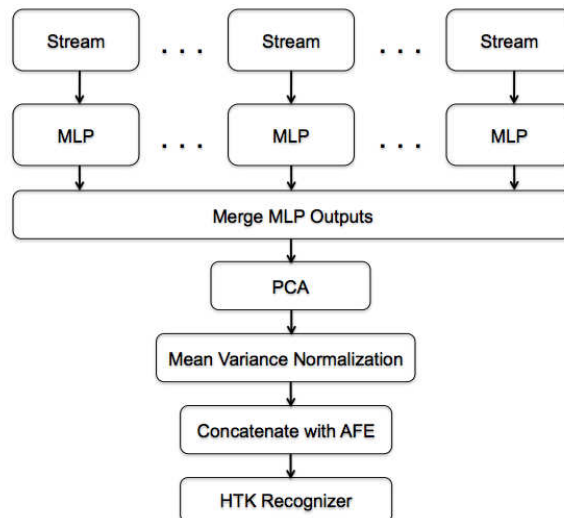 Stream . . . Stream . . . Stream
MLP . . . MLP . . . MLP
Merge MLP Outputs
PCA
Mean Variance Normalization
Concatenate with AFE
HTK Recognizer